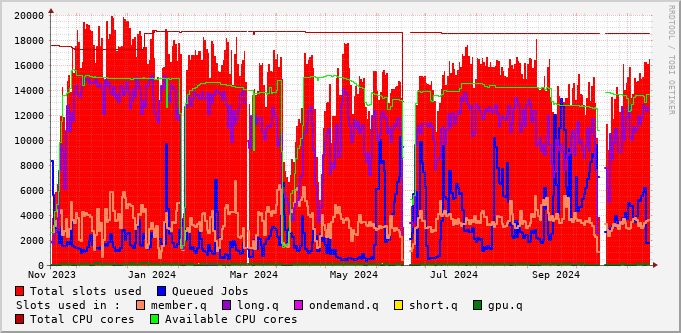 RRDTOOL / TOBI OETIKER
20000
18000
16000
14000
12000
10000
8000
6000
4000
2000
0
Nov 2023 Jan 2024 Mar 2024 May 2024 Jul 2024 Sep 2024
Total slots used Queued Jobs
Slots used in : member.q long.q ondemand.q short.q gpu.q
Total CPU cores Available CPU cores